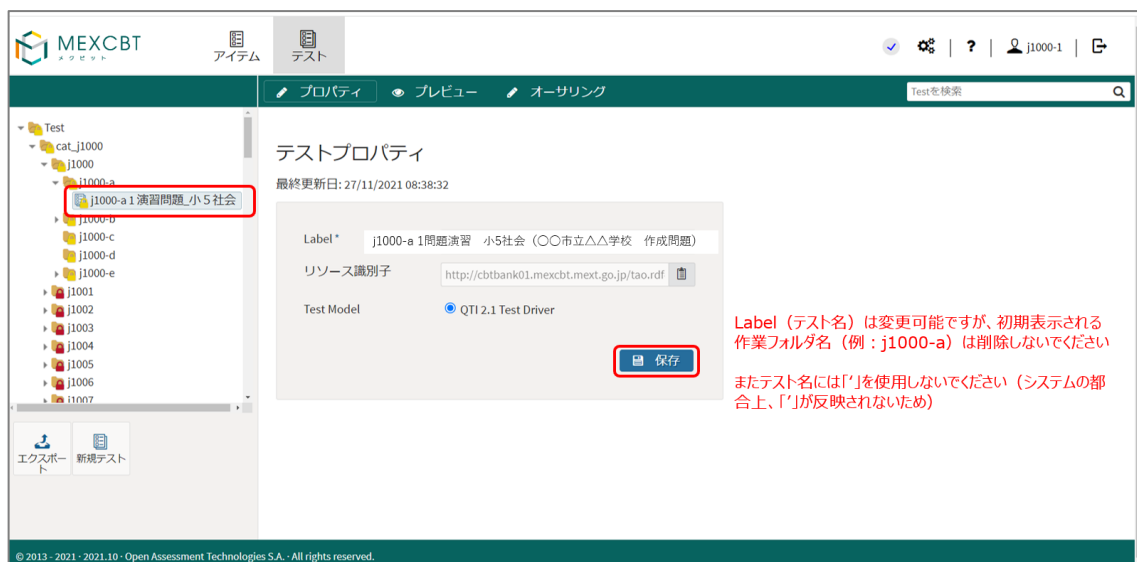 MEXCBT
メクビット
アイテム
テスト
? | j1000-1
プロパティ
プレビュー
オーサリング
Testを検索
Test
cat_j1000
j1000
j1000-a
j1000-a 1 演習問題_小５社会
j1000-b
j1000-c
j1000-d
j1000-e
j1001
j1002
j1003
j1004
j1005
j1006
j1007
エクスポー
ト
新規テスト
テストプロパティ
最終更新日: 27/11/2021 08:38:32
Label* j1000-a 1問題演習　小5社会（〇〇市立△△学校　作成問題）
リソース識別子 http://cbtbank01.mexcbt.mext.go.jp/tao.rdf
Test Model QTI 2.1 Test Driver
保存
Label（テスト名）は変更可能ですが、初期表示される
作業フォルダ名（例：j1000-a）は削除しないでください
またテスト名には「‘」を使用しないでください（システムの都
合上、「‘」が反映されないため）
© 2013 - 2021 · 2021.10 · Open Assessment Technologies S.A. · All rights reserved.